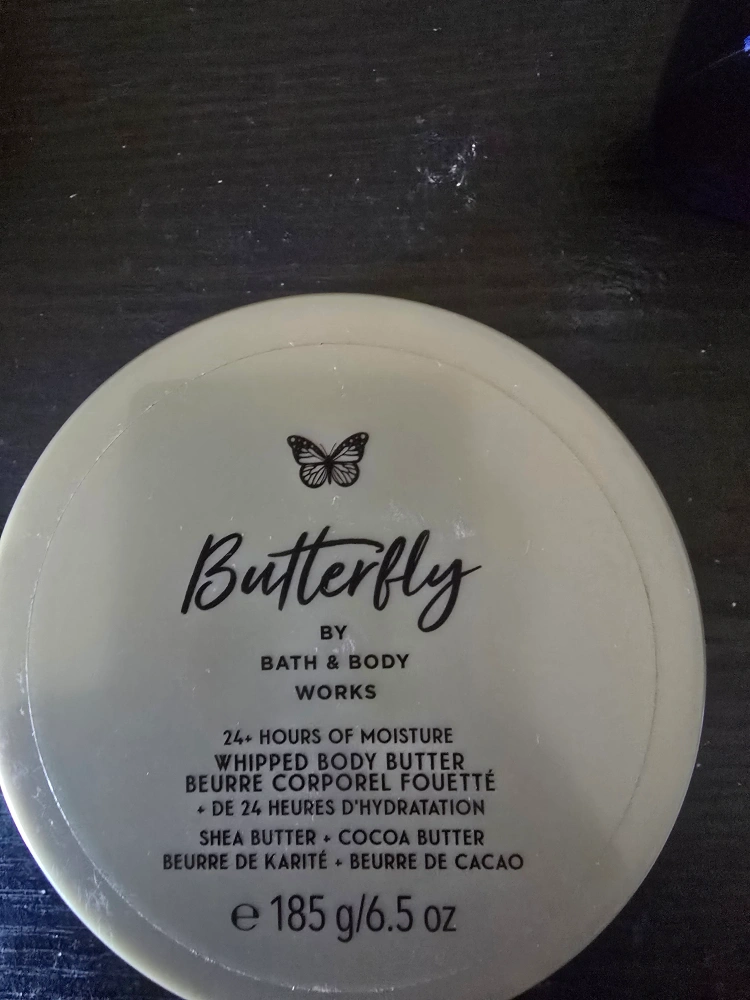 Butterfly
BY
BATH & BODY
WORKS
24+ HOURS OF MOISTURE
WHIPPED BODY BUTTER
BEURRE CORPOREL FOUETTÉ
+ DE 24 HEURES D'HYDRATATION
SHEA BUTTER + COCOA BUTTER
BEURRE DE KARITÉ + BEURRE DE CACAO
℮ 185 g/6.5 oz